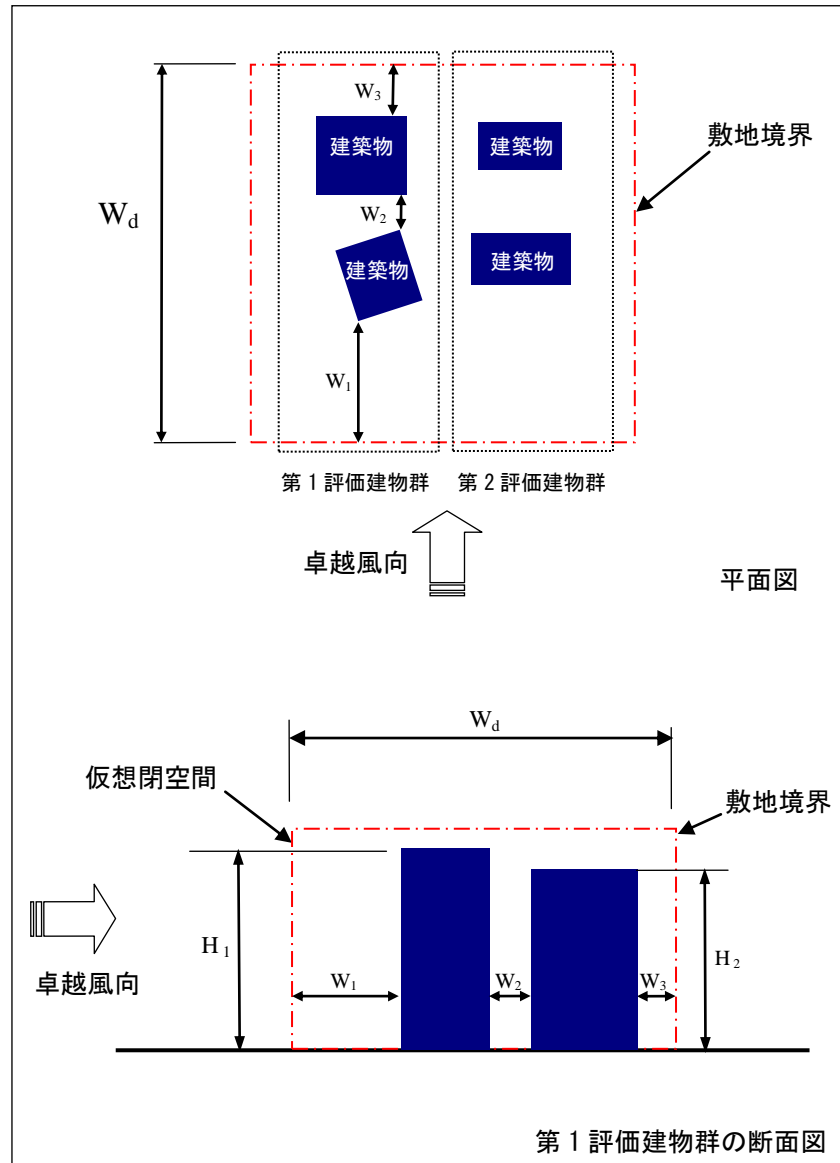 W3
建築物
建築物
敷地境界
Wd
W2
建築物
建築物
W1
第1評価建物群
第2評価建物群
卓越風向
平面図
Wd
仮想閉空間
敷地境界
H1
W1
W2
W3
H2
卓越風向
第1評価建物群の断面図